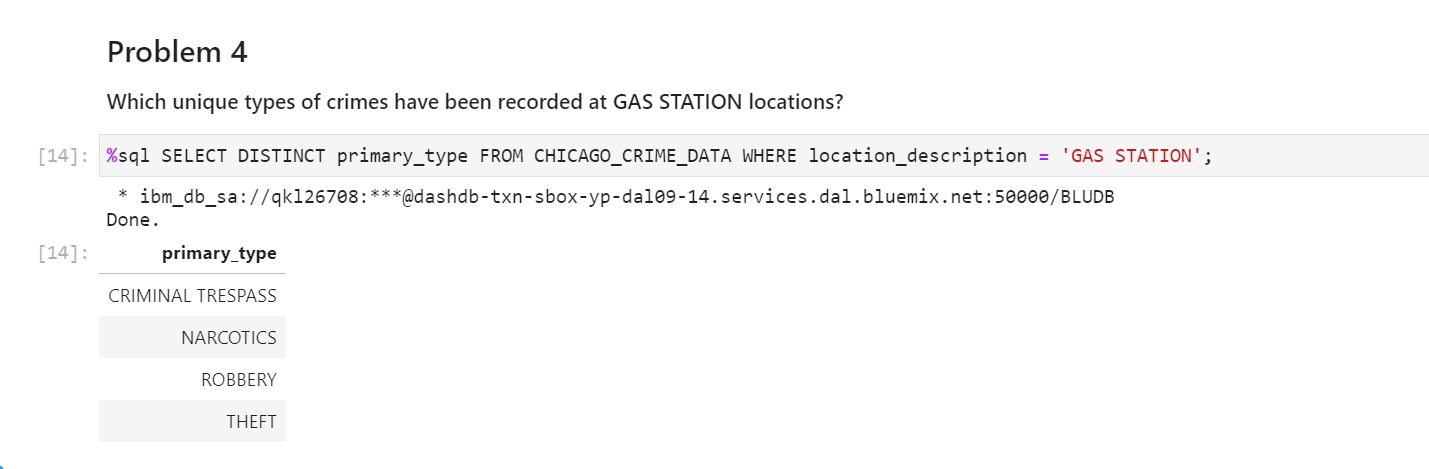 Problem 4
Which unique types of crimes have been recorded at GAS STATION locations?
[14]: %sql SELECT DISTINCT primary_type FROM CHICAGO_CRIME_DATA WHERE location_description = 'GAS STATION';
* ibm_db_sa://qkl26708:***@dashdb-txn-sbox-yp-dal09-14.services.dal.bluemix.net:50000/BLUDB
Done.
[14]: primary_type
CRIMINAL TRESPASS
NARCOTICS
ROBBERY
THEFT